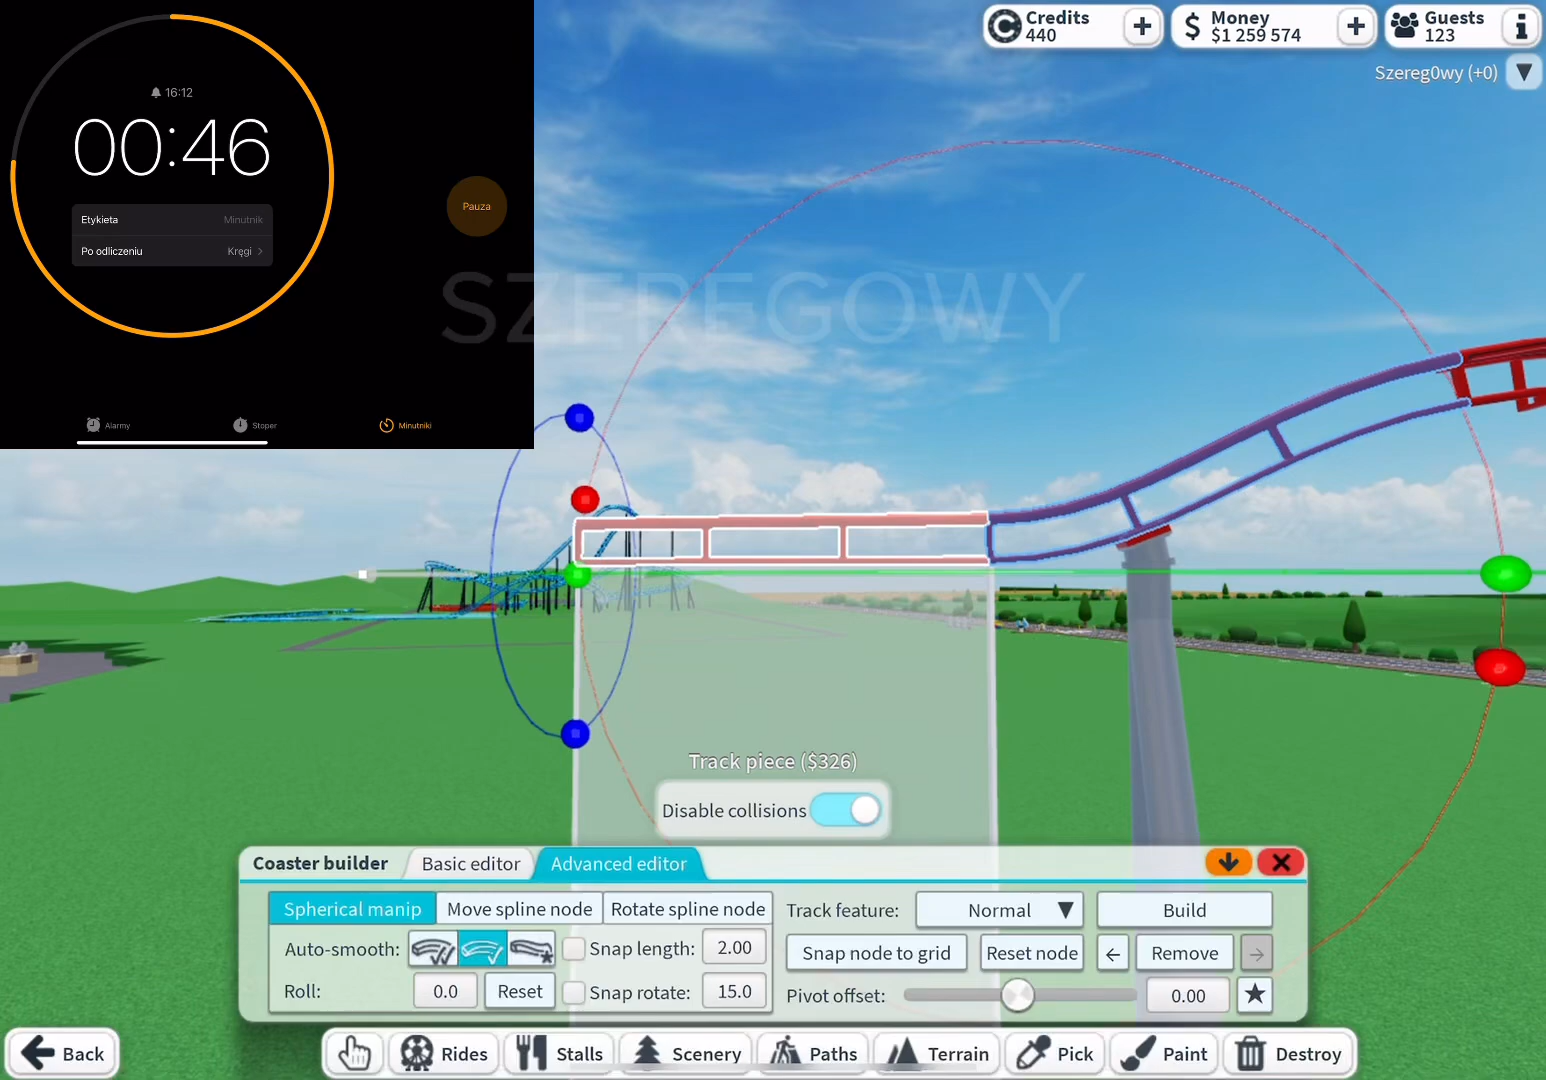 16:12
00:46
Etykieta Minutnik
Po odliczeniu Kręgi
Pauza
Alarmy Stoper Minutniki
Credits
440
Money
$1 259 574
Guests
123
Szereg0wy (+0)
SZEREGOWY
Track piece ($326)
Disable collisions
Coaster builder Basic editor Advanced editor
Spherical manip Move spline node Rotate spline node Track feature: Normal Build
Auto-smooth: Snap length: 2.00 Snap node to grid Reset node Remove
Roll: 0.0 Reset Snap rotate: 15.0 Pivot offset: 0.00
Back Rides Stalls Scenery Paths Terrain Pick Paint Destroy